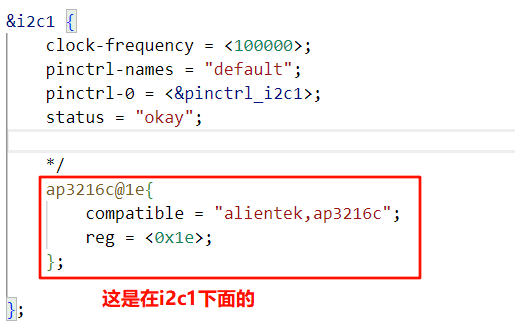 &i2c1 {
clock-frequency = <100000>;
pinctrl-names = "default";
pinctrl-0 = <&pinctrl_i2c1>;
status = "okay";
*/
ap3216c@1e{
compatible = "alientek,ap3216c";
reg = <0x1e>;
};
这是在i2c1下面的
};